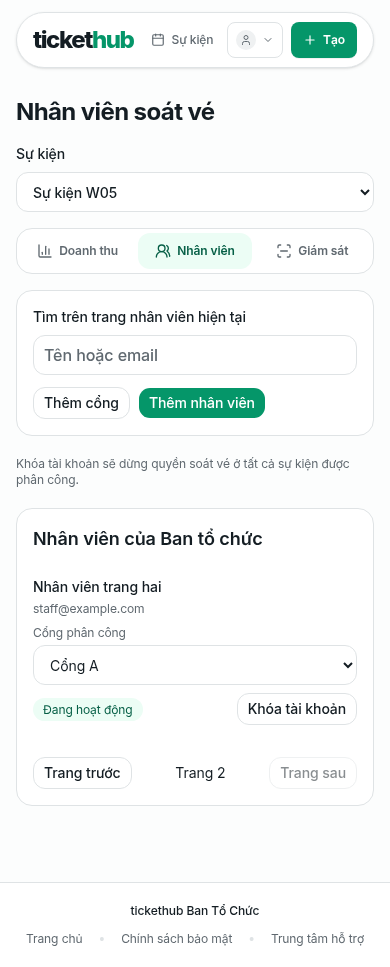 tickethub
Sự kiện
Tạo
Nhân viên soát vé
Sự kiện
Sự kiện W05
Doanh thu
Nhân viên
Giám sát
Tìm trên trang nhân viên hiện tại
Tên hoặc email
Thêm cổng
Thêm nhân viên
Khóa tài khoản sẽ dừng quyền soát vé ở tất cả sự kiện được
phân công.
Nhân viên của Ban tổ chức
Nhân viên trang hai
staff@example.com
Cổng phân công
Cổng A
Đang hoạt động
Khóa tài khoản
Trang trước
Trang 2
Trang sau
tickethub Ban Tổ Chức
Trang chủ
Chính sách bảo mật
Trung tâm hỗ trợ